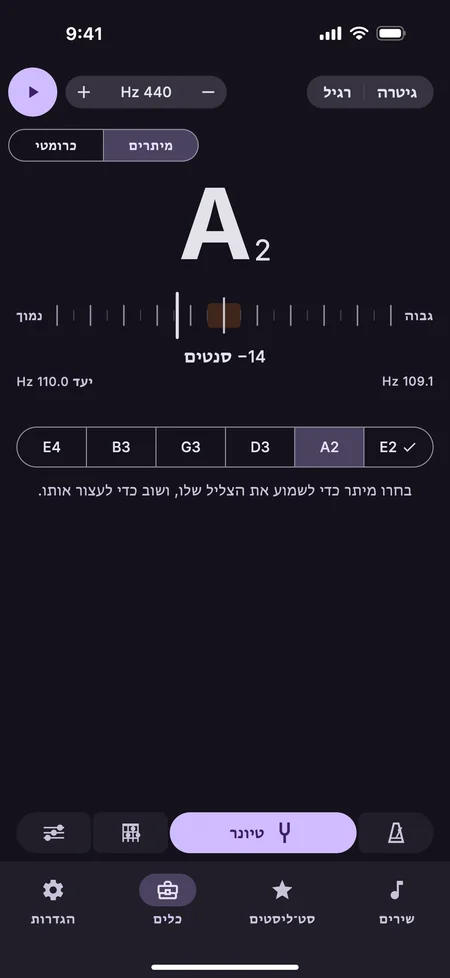 9:41
גיטרה רגיל
+ Hz 440 −
מיתרים כרומטי
A2
גבוה נמוך
−14 סנטים
109.1 Hz יעד 110.0 Hz
E2 A2 D3 G3 B3 E4
בחרו מיתר כדי לשמוע את הצליל שלו, ושוב כדי לעצור אותו.
טיונר
שירים סט־ליסטים כלים הגדרות